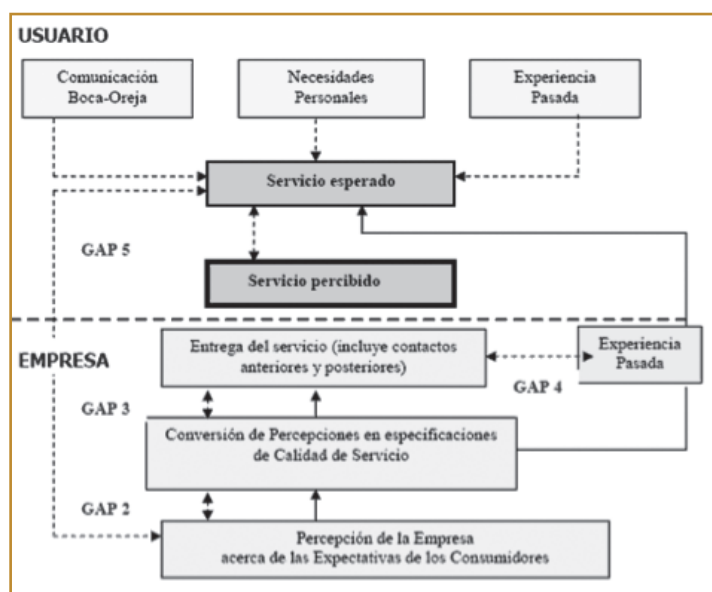 USUARIO
Comunicación
Boca-Oreja
Necesidades
Personales
Experiencia
Pasada
Servicio esperado
GAP 5
Servicio percibido
EMPRESA
Entrega del servicio (incluye contactos
anteriores y posteriores)
Experiencia
Pasada
GAP 4
GAP 3
Conversión de Percepciones en especificaciones
de Calidad de Servicio
GAP 2
Percepción de la Empresa
acerca de las Expectativas de los Consumidores